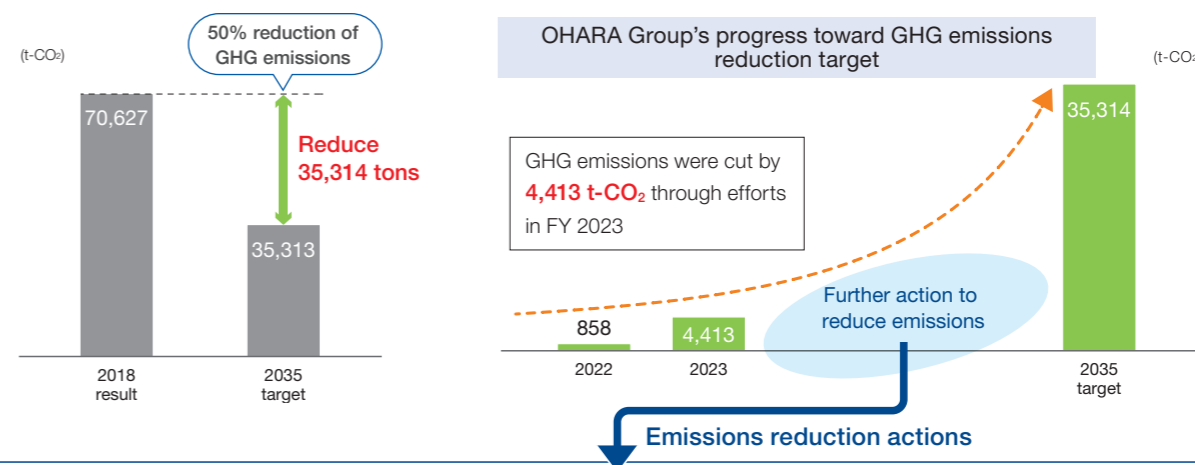 (t-CO₂)
50% reduction of
GHG emissions
70,627
Reduce
35,314 tons
35,313
2018
result
2035
target
OHARA Group's progress toward GHG emissions
reduction target
(t-CO₂
35,314
GHG emissions were cut by
4,413 t-CO₂ through efforts
in FY 2023
Further action to
reduce emissions
858
4,413
2022
2023
2035
target
Emissions reduction actions